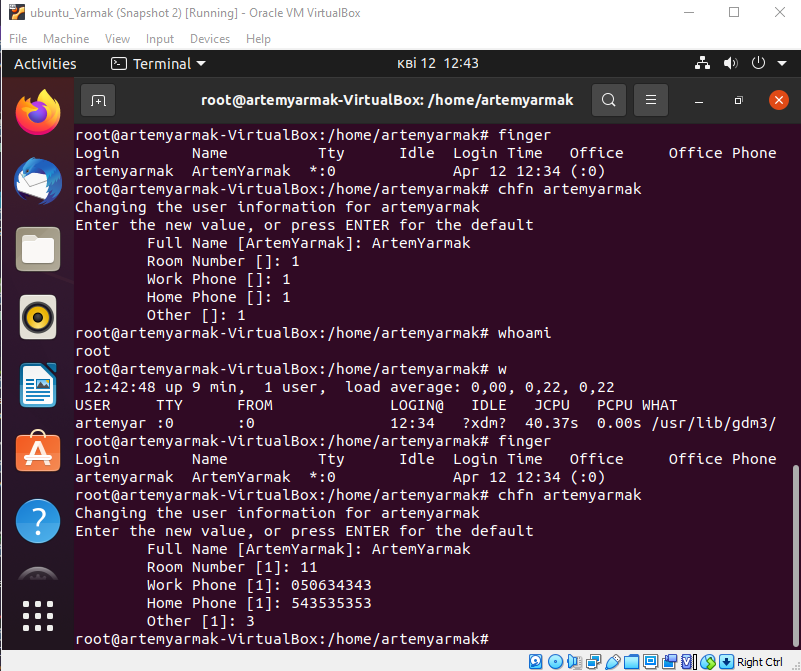 ubuntu_Yarmak (Snapshot 2) [Running] - Oracle VM VirtualBox
File Machine View Input Devices Help
Activities Terminal кві 12 12:43
root@artemyarmak-VirtualBox: /home/artemyarmak
root@artemyarmak-VirtualBox:/home/artemyarmak# finger
Login Name Tty Idle Login Time Office Office Phone
artemyarmak ArtemYarmak *:0 Apr 12 12:34 (:0)
root@artemyarmak-VirtualBox:/home/artemyarmak# chfn artemyarmak
Changing the user information for artemyarmak
Enter the new value, or press ENTER for the default
Full Name [ArtemYarmak]: ArtemYarmak
Room Number []: 1
Work Phone []: 1
Home Phone []: 1
Other []: 1
root@artemyarmak-VirtualBox:/home/artemyarmak# whoami
root
root@artemyarmak-VirtualBox:/home/artemyarmak# w
12:42:48 up 9 min, 1 user, load average: 0,00, 0,22, 0,22
USER TTY FROM LOGIN@ IDLE JCPU PCPU WHAT
artemyar :0 :0 12:34 ?xdm? 40.37s 0.00s /usr/lib/gdm3/
root@artemyarmak-VirtualBox:/home/artemyarmak# finger
Login Name Tty Idle Login Time Office Office Phone
artemyarmak ArtemYarmak *:0 Apr 12 12:34 (:0)
root@artemyarmak-VirtualBox:/home/artemyarmak# chfn artemyarmak
Changing the user information for artemyarmak
Enter the new value, or press ENTER for the default
Full Name [ArtemYarmak]: ArtemYarmak
Room Number [1]: 11
Work Phone [1]: 050634343
Home Phone [1]: 543535353
Other [1]: 3
root@artemyarmak-VirtualBox:/home/artemyarmak#
Right Ctrl